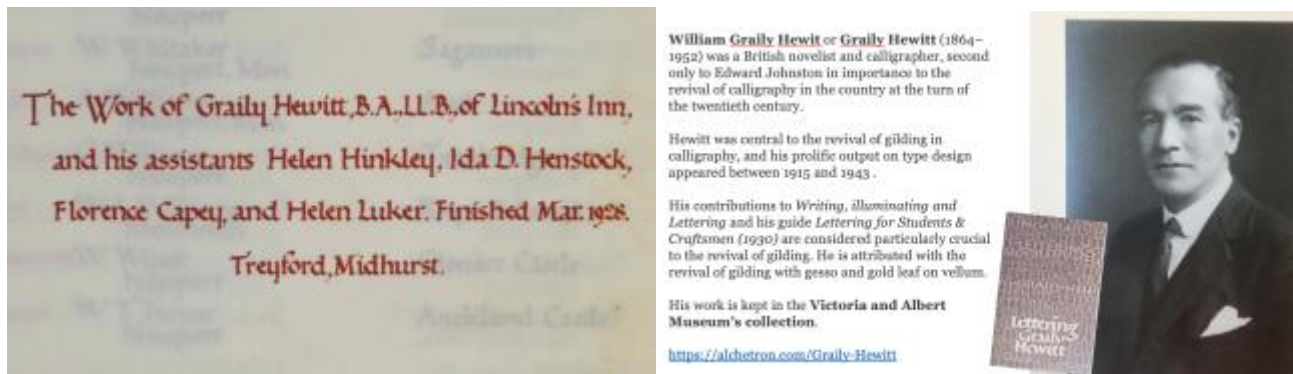 The Work of Graily Hewitt,B.A.,LL.B.,of Lincoln's Inn,
and his assistants Helen Hinkley, Ida D. Henstock,
Florence Capey, and Helen Luker. Finished Mar. 1928.
Treyford, Midhurst.
William Graily Hewit or Graily Hewitt (1864–
1952) was a British novelist and calligrapher, second
only to Edward Johnston in importance to the
revival of calligraphy in the country at the turn of
the twentieth century.
Hewitt was central to the revival of gilding in
calligraphy, and his prolific output on type design
appeared between 1915 and 1943 .
His contributions to Writing, illuminating and
Lettering and his guide Lettering for Students &
Craftsmen (1930) are considered particularly crucial
to the revival of gilding. He is attributed with the
revival of gilding with gesso and gold leaf on vellum.
His work is kept in the Victoria and Albert
Museum's collection.
https://alchetron.com/Graily-Hewitt
Lettering
Graily
Hewitt